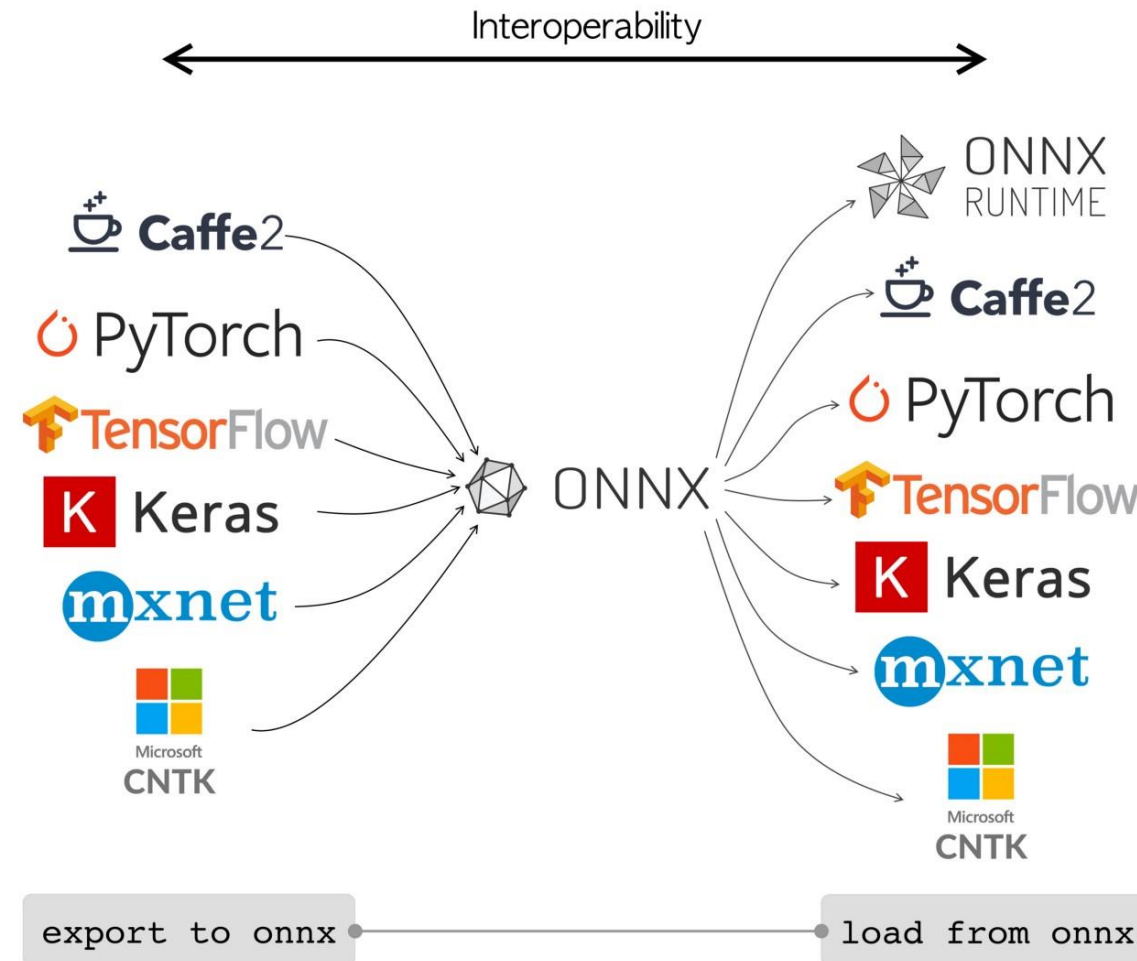 Interoperability
Caffe2
PyTorch
TensorFlow
K Keras
mxnet
Microsoft
CNTK
ONNX
ONNX
RUNTIME
Caffe2
PyTorch
TensorFlow
K Keras
mxnet
Microsoft
CNTK
export to onnx
load from onnx